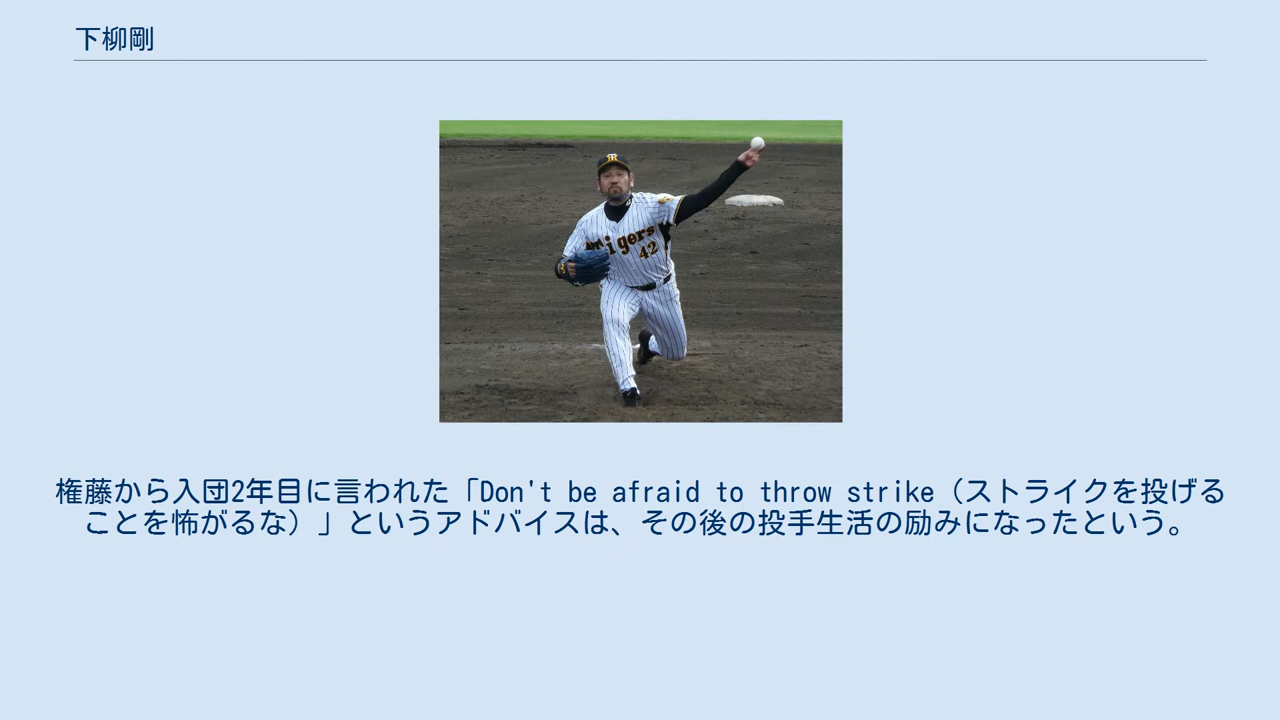 下柳剛
Tigers
42
権藤から入団2年目に言われた「Don't be afraid to throw strike（ストライクを投げる
ことを怖がるな）」というアドバイスは、その後の投手生活の励みになったという。